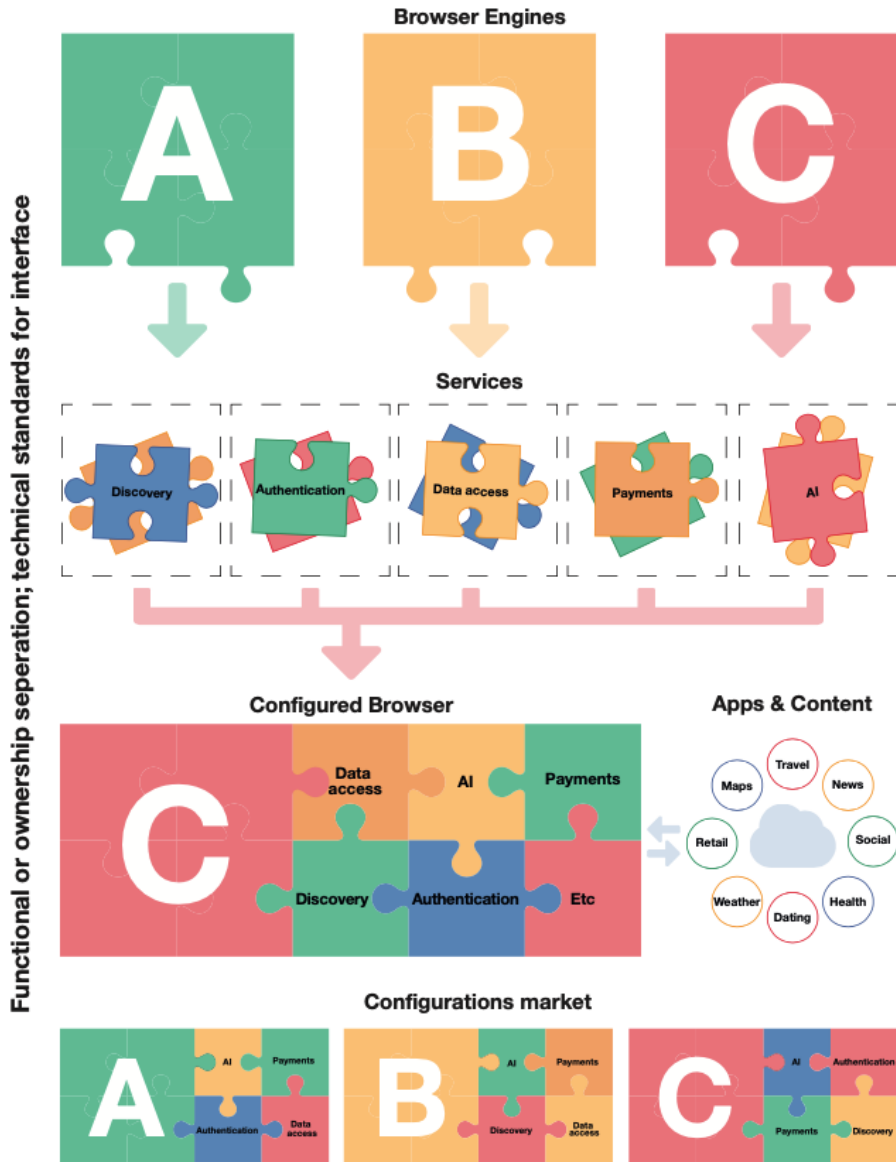 Browser Engines
A
B
C
Functional or ownership seperation; technical standards for interface
Services
Discovery
Authentication
Data access
Payments
AI
Configured Browser
Apps & Content
C
Data
access
AI
Payments
Discovery
Authentication
Etc
Travel
Maps
News
Retail
Social
Weather
Health
Dating
Configurations market
A
AI
Payments
Authentication
Data
access
B
AI
Payments
Discovery
Data
access
C
AI
Authentication
Payments
Discovery